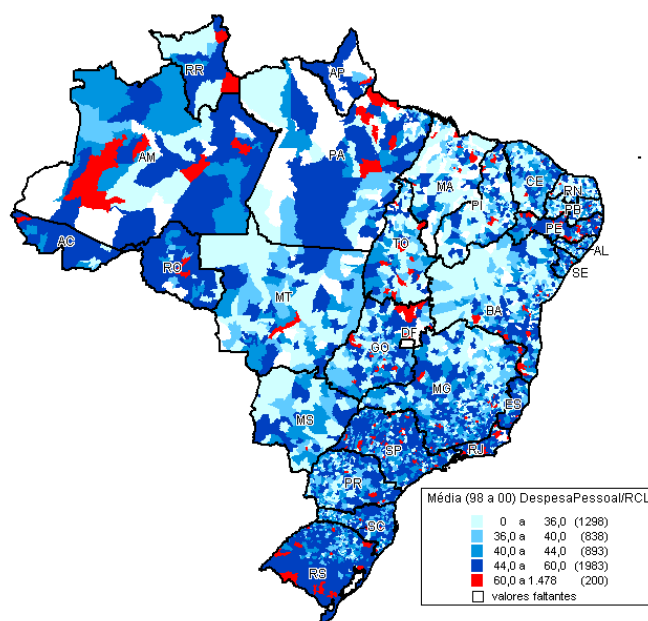 RR
AP
AM
PA
MA
CE
RN
PB
PI
PE
AL
SE
AC
RO
TO
BA
MT
DF
GO
MG
ES
MS
SP
RJ
PR
SC
RS
Média (98 a 00) DespesaPessoal/RCL
0 a 36,0 (1298)
36,0 a 40,0 (838)
40,0 a 44,0 (893)
44,0 a 60,0 (1983)
60,0 a 1.478 (200)
valores faltantes